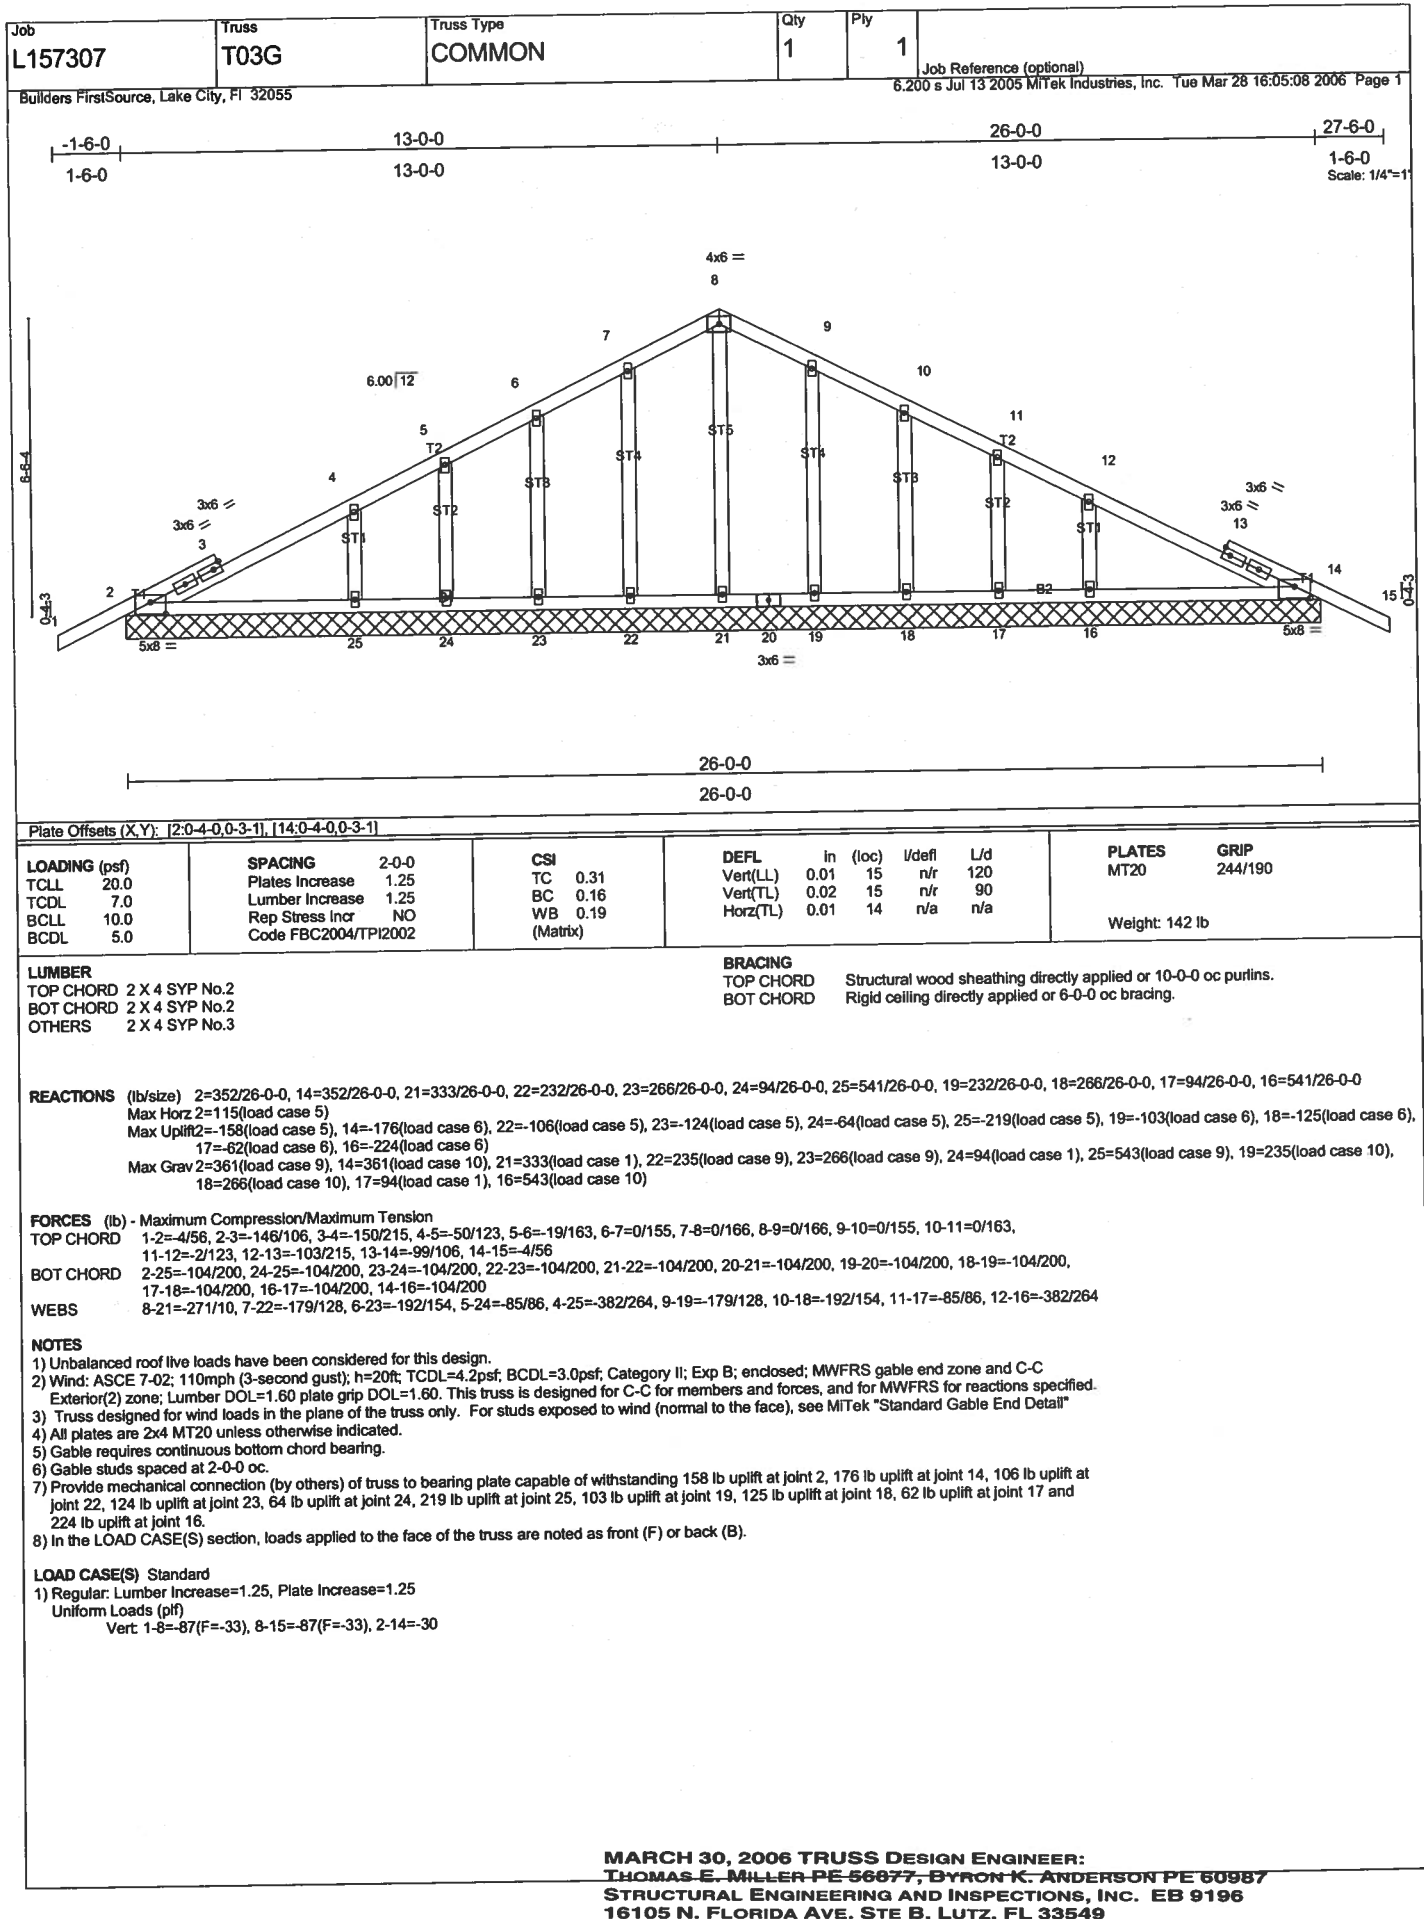 Job
Truss
Truss Type
Qty
Ply
L157307
T03G
COMMON
1
1
Job Reference (optional)
Builders FirstSource, Lake City, Fl 32055
6.200 s Jul 13 2005 MiTek Industries, Inc. Tue Mar 28 16:05:08 2006 Page 1
-1-6-0
13-0-0
26-0-0
27-6-0
1-6-0
13-0-0
13-0-0
1-6-0
Scale: 1/4"=1'
4x6 =
8
7
9
6.00 12
6
10
5
T2
11
T2
4
12
ST5
ST4
ST4
ST3
ST3
ST2
ST2
ST1
ST1
6-6-4
3x6 =
3x6 =
3
3x6 =
3x6 =
13
2
T1
14
T1
0-4-3
1
B2
15
0-4-3
5x8 =
25
24
23
22
21
20
19
18
17
16
5x8 =
3x6 =
26-0-0
26-0-0
Plate Offsets (X,Y): [2:0-4-0,0-3-1], [14:0-4-0,0-3-1]
LOADING (psf)
TCLL 20.0
TCDL 7.0
BCLL 10.0
BCDL 5.0
SPACING 2-0-0
Plates Increase 1.25
Lumber Increase 1.25
Rep Stress Incr NO
Code FBC2004/TPI2002
CSI
TC 0.31
BC 0.16
WB 0.19
(Matrix)
DEFL in (loc) l/defl L/d
Vert(LL) 0.01 15 n/r 120
Vert(TL) 0.02 15 n/r 90
Horz(TL) 0.01 14 n/a n/a
PLATES GRIP
MT20 244/190
Weight: 142 lb
LUMBER
TOP CHORD 2 X 4 SYP No.2
BOT CHORD 2 X 4 SYP No.2
OTHERS 2 X 4 SYP No.3
BRACING
TOP CHORD Structural wood sheathing directly applied or 10-0-0 oc purlins.
BOT CHORD Rigid ceiling directly applied or 6-0-0 oc bracing.
REACTIONS (lb/size) 2=352/26-0-0, 14=352/26-0-0, 21=333/26-0-0, 22=232/26-0-0, 23=266/26-0-0, 24=94/26-0-0, 25=541/26-0-0, 19=232/26-0-0, 18=266/26-0-0, 17=94/26-0-0, 16=541/26-0-0
Max Horz 2=115(load case 5)
Max Uplift2=-158(load case 5), 14=-176(load case 6), 22=-106(load case 5), 23=-124(load case 5), 24=-64(load case 5), 25=-219(load case 5), 19=-103(load case 6), 18=-125(load case 6),
17=-62(load case 6), 16=-224(load case 6)
Max Grav 2=361(load case 9), 14=361(load case 10), 21=333(load case 1), 22=235(load case 9), 23=266(load case 9), 24=94(load case 1), 25=543(load case 9), 19=235(load case 10),
18=266(load case 10), 17=94(load case 1), 16=543(load case 10)
FORCES (lb) - Maximum Compression/Maximum Tension
TOP CHORD 1-2=-4/56, 2-3=-146/106, 3-4=-150/215, 4-5=-50/123, 5-6=-19/163, 6-7=0/155, 7-8=0/166, 8-9=0/166, 9-10=0/155, 10-11=0/163,
11-12=-2/123, 12-13=-103/215, 13-14=-99/106, 14-15=-4/56
BOT CHORD 2-25=-104/200, 24-25=-104/200, 23-24=-104/200, 22-23=-104/200, 21-22=-104/200, 20-21=-104/200, 19-20=-104/200, 18-19=-104/200,
17-18=-104/200, 16-17=-104/200, 14-16=-104/200
WEBS 8-21=-271/10, 7-22=-179/128, 6-23=-192/154, 5-24=-85/86, 4-25=-382/264, 9-19=-179/128, 10-18=-192/154, 11-17=-85/86, 12-16=-382/264
NOTES
1) Unbalanced roof live loads have been considered for this design.
2) Wind: ASCE 7-02; 110mph (3-second gust); h=20ft; TCDL=4.2psf; BCDL=3.0psf; Category II; Exp B; enclosed; MWFRS gable end zone and C-C
Exterior(2) zone; Lumber DOL=1.60 plate grip DOL=1.60. This truss is designed for C-C for members and forces, and for MWFRS for reactions specified.
3) Truss designed for wind loads in the plane of the truss only. For studs exposed to wind (normal to the face), see MiTek "Standard Gable End Detail"
4) All plates are 2x4 MT20 unless otherwise indicated.
5) Gable requires continuous bottom chord bearing.
6) Gable studs spaced at 2-0-0 oc.
7) Provide mechanical connection (by others) of truss to bearing plate capable of withstanding 158 lb uplift at joint 2, 176 lb uplift at joint 14, 106 lb uplift at
joint 22, 124 lb uplift at joint 23, 64 lb uplift at joint 24, 219 lb uplift at joint 25, 103 lb uplift at joint 19, 125 lb uplift at joint 18, 62 lb uplift at joint 17 and
224 lb uplift at joint 16.
8) In the LOAD CASE(S) section, loads applied to the face of the truss are noted as front (F) or back (B).
LOAD CASE(S) Standard
1) Regular: Lumber Increase=1.25, Plate Increase=1.25
Uniform Loads (plf)
Vert: 1-8=-87(F=-33), 8-15=-87(F=-33), 2-14=-30
MARCH 30, 2006 TRUSS DESIGN ENGINEER:
THOMAS E. MILLER PE 56877, BYRON K. ANDERSON PE 60987
STRUCTURAL ENGINEERING AND INSPECTIONS, INC. EB 9196
16105 N. FLORIDA AVE, STE B, LUTZ, FL 33549